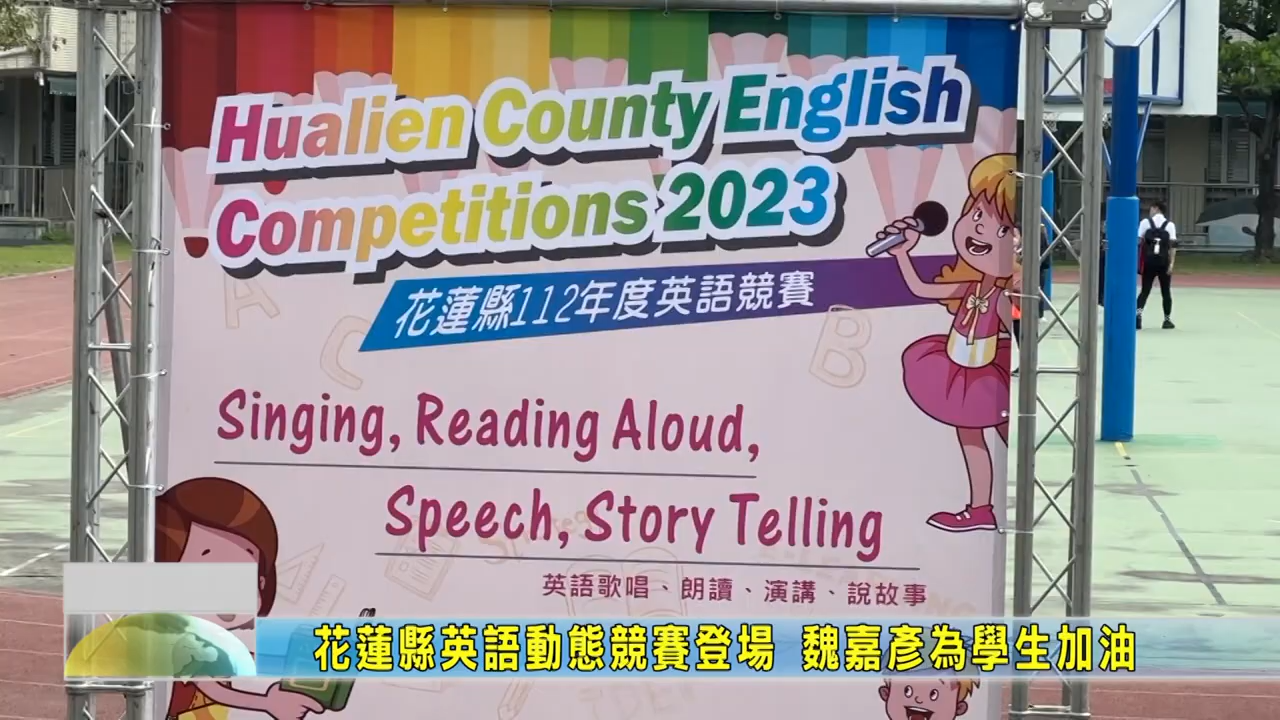 Hualien County English
Competitions 2023
花蓮縣112年度英語競賽
A
C
B
Singing, Reading Aloud,
Speech, Story Telling
英語歌唱、朗讀、演講、說故事
花蓮縣英語動態競賽登場 魏嘉彥為學生加油